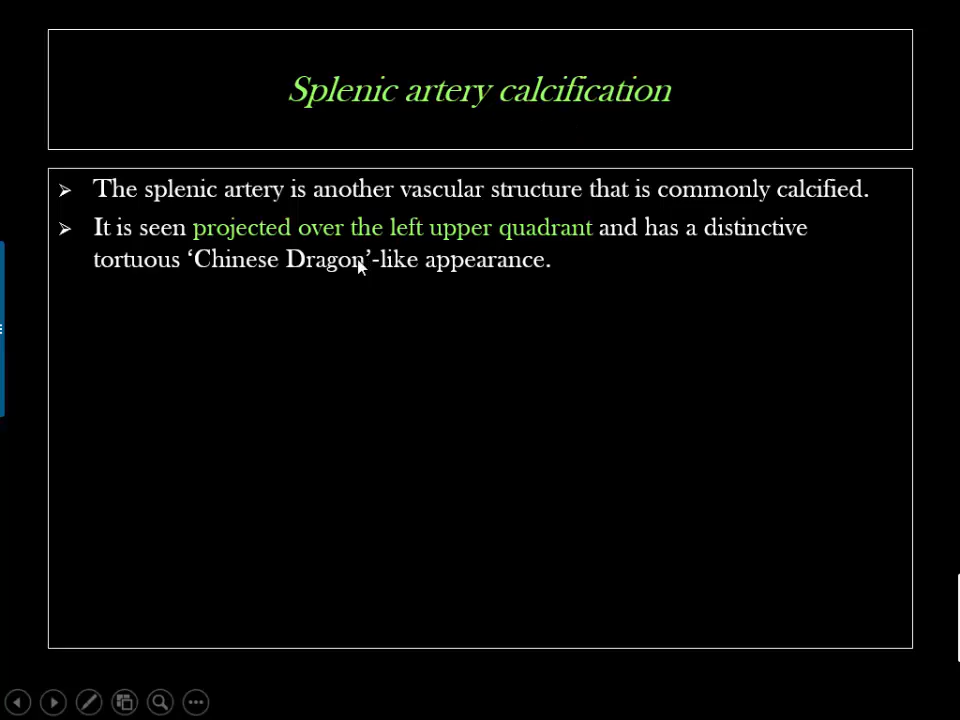 Splenic artery calcification
➢ The splenic artery is another vascular structure that is commonly calcified.
➢ It is seen projected over the left upper quadrant and has a distinctive
tortuous ‘Chinese Dragon’-like appearance.